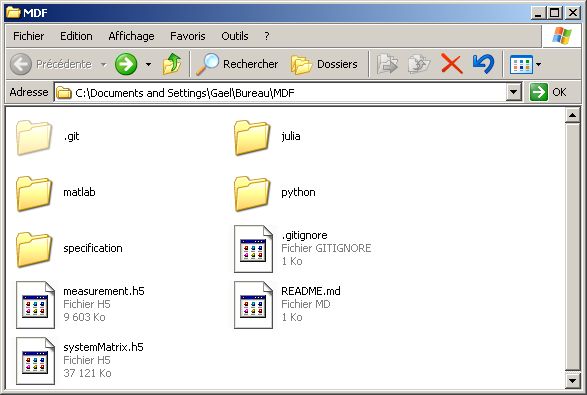 MDF
Fichier Edition Affichage Favoris Outils ?
Précédente Rechercher Dossiers
Adresse C:\Documents and Settings\Gael\Bureau\MDF OK
.git
julia
matlab
python
specification
.gitignore
Fichier GITIGNORE
1 Ko
measurement.h5
Fichier H5
9 603 Ko
README.md
Fichier MD
1 Ko
systemMatrix.h5
Fichier H5
37 121 Ko